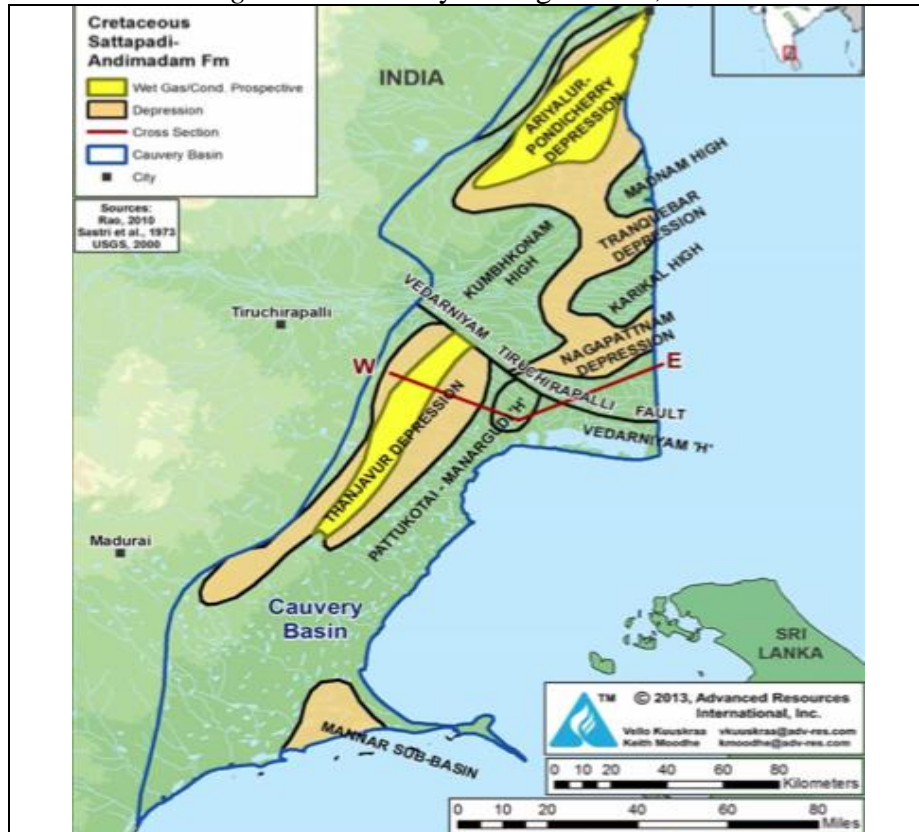 Cretaceous
Sattapadi-
Andimadam Fm
Wet Gas/Cond. Prospective
Depression
Cross Section
Cauvery Basin
City
Sources:
Rao, 2010
Sastri et al., 1973
USGS, 2000
INDIA
ARIYALUR-
PONDICHERRY
DEPRESSION
MADNAM HIGH
TRANQUEBAR
DEPRESSION
KARIKAL HIGH
KUMBHKONAM
HIGH
NAGAPATTNAM
DEPRESSION
VEDARNIYAM TIRUCHIRAPALLI FAULT
Tiruchirapalli
W
E
VEDARNIYAM "H"
THANJAVUR DEPRESSION
PATTUKOTAI - MANARGUDI "H"
Madurai
Cauvery
Basin
SRI
LANKA
MANNAR SUB-BASIN
TM
© 2013, Advanced Resources
International, Inc.
Vello Kuuskraa vkuuskraa@adv-res.com
Keith Moodhe kmoodhe@adv-res.com
0 10 20 40 60 80
Kilometers
0 10 20 40 60 80
Miles